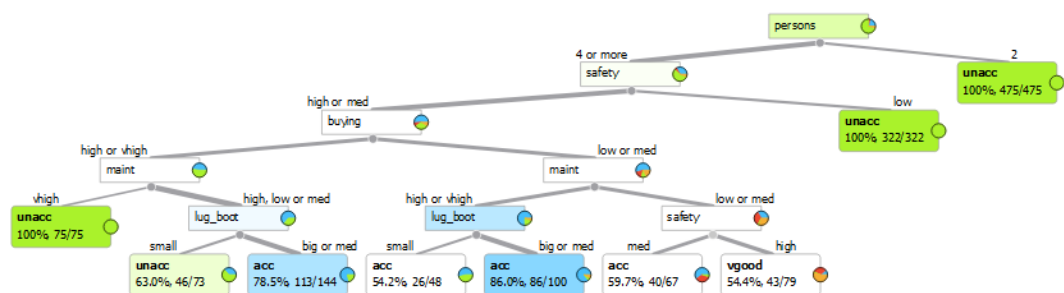 persons
4 or more
2
safety
unacc
100%, 475/475
high or med
low
buying
unacc
100%, 322/322
high or vhigh
low or med
maint
maint
vhigh
high, low or med
high or vhigh
low or med
unacc
100%, 75/75
lug_boot
lug_boot
safety
small
big or med
small
big or med
med
high
unacc
63.0%, 46/73
acc
78.5%, 113/144
acc
54.2%, 26/48
acc
86.0%, 86/100
acc
59.7%, 40/67
vgood
54.4%, 43/79